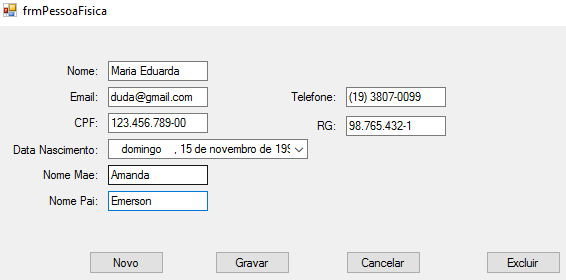 frmPessoaFisica
Nome: Maria Eduarda
Email: duda@gmail.com Telefone: (19) 3807-0099
CPF: 123.456.789-00 RG: 98.765.432-1
Data Nascimento: domingo , 15 de novembro de 199
Nome Mae: Amanda
Nome Pai: Emerson
Novo Gravar Cancelar Excluir